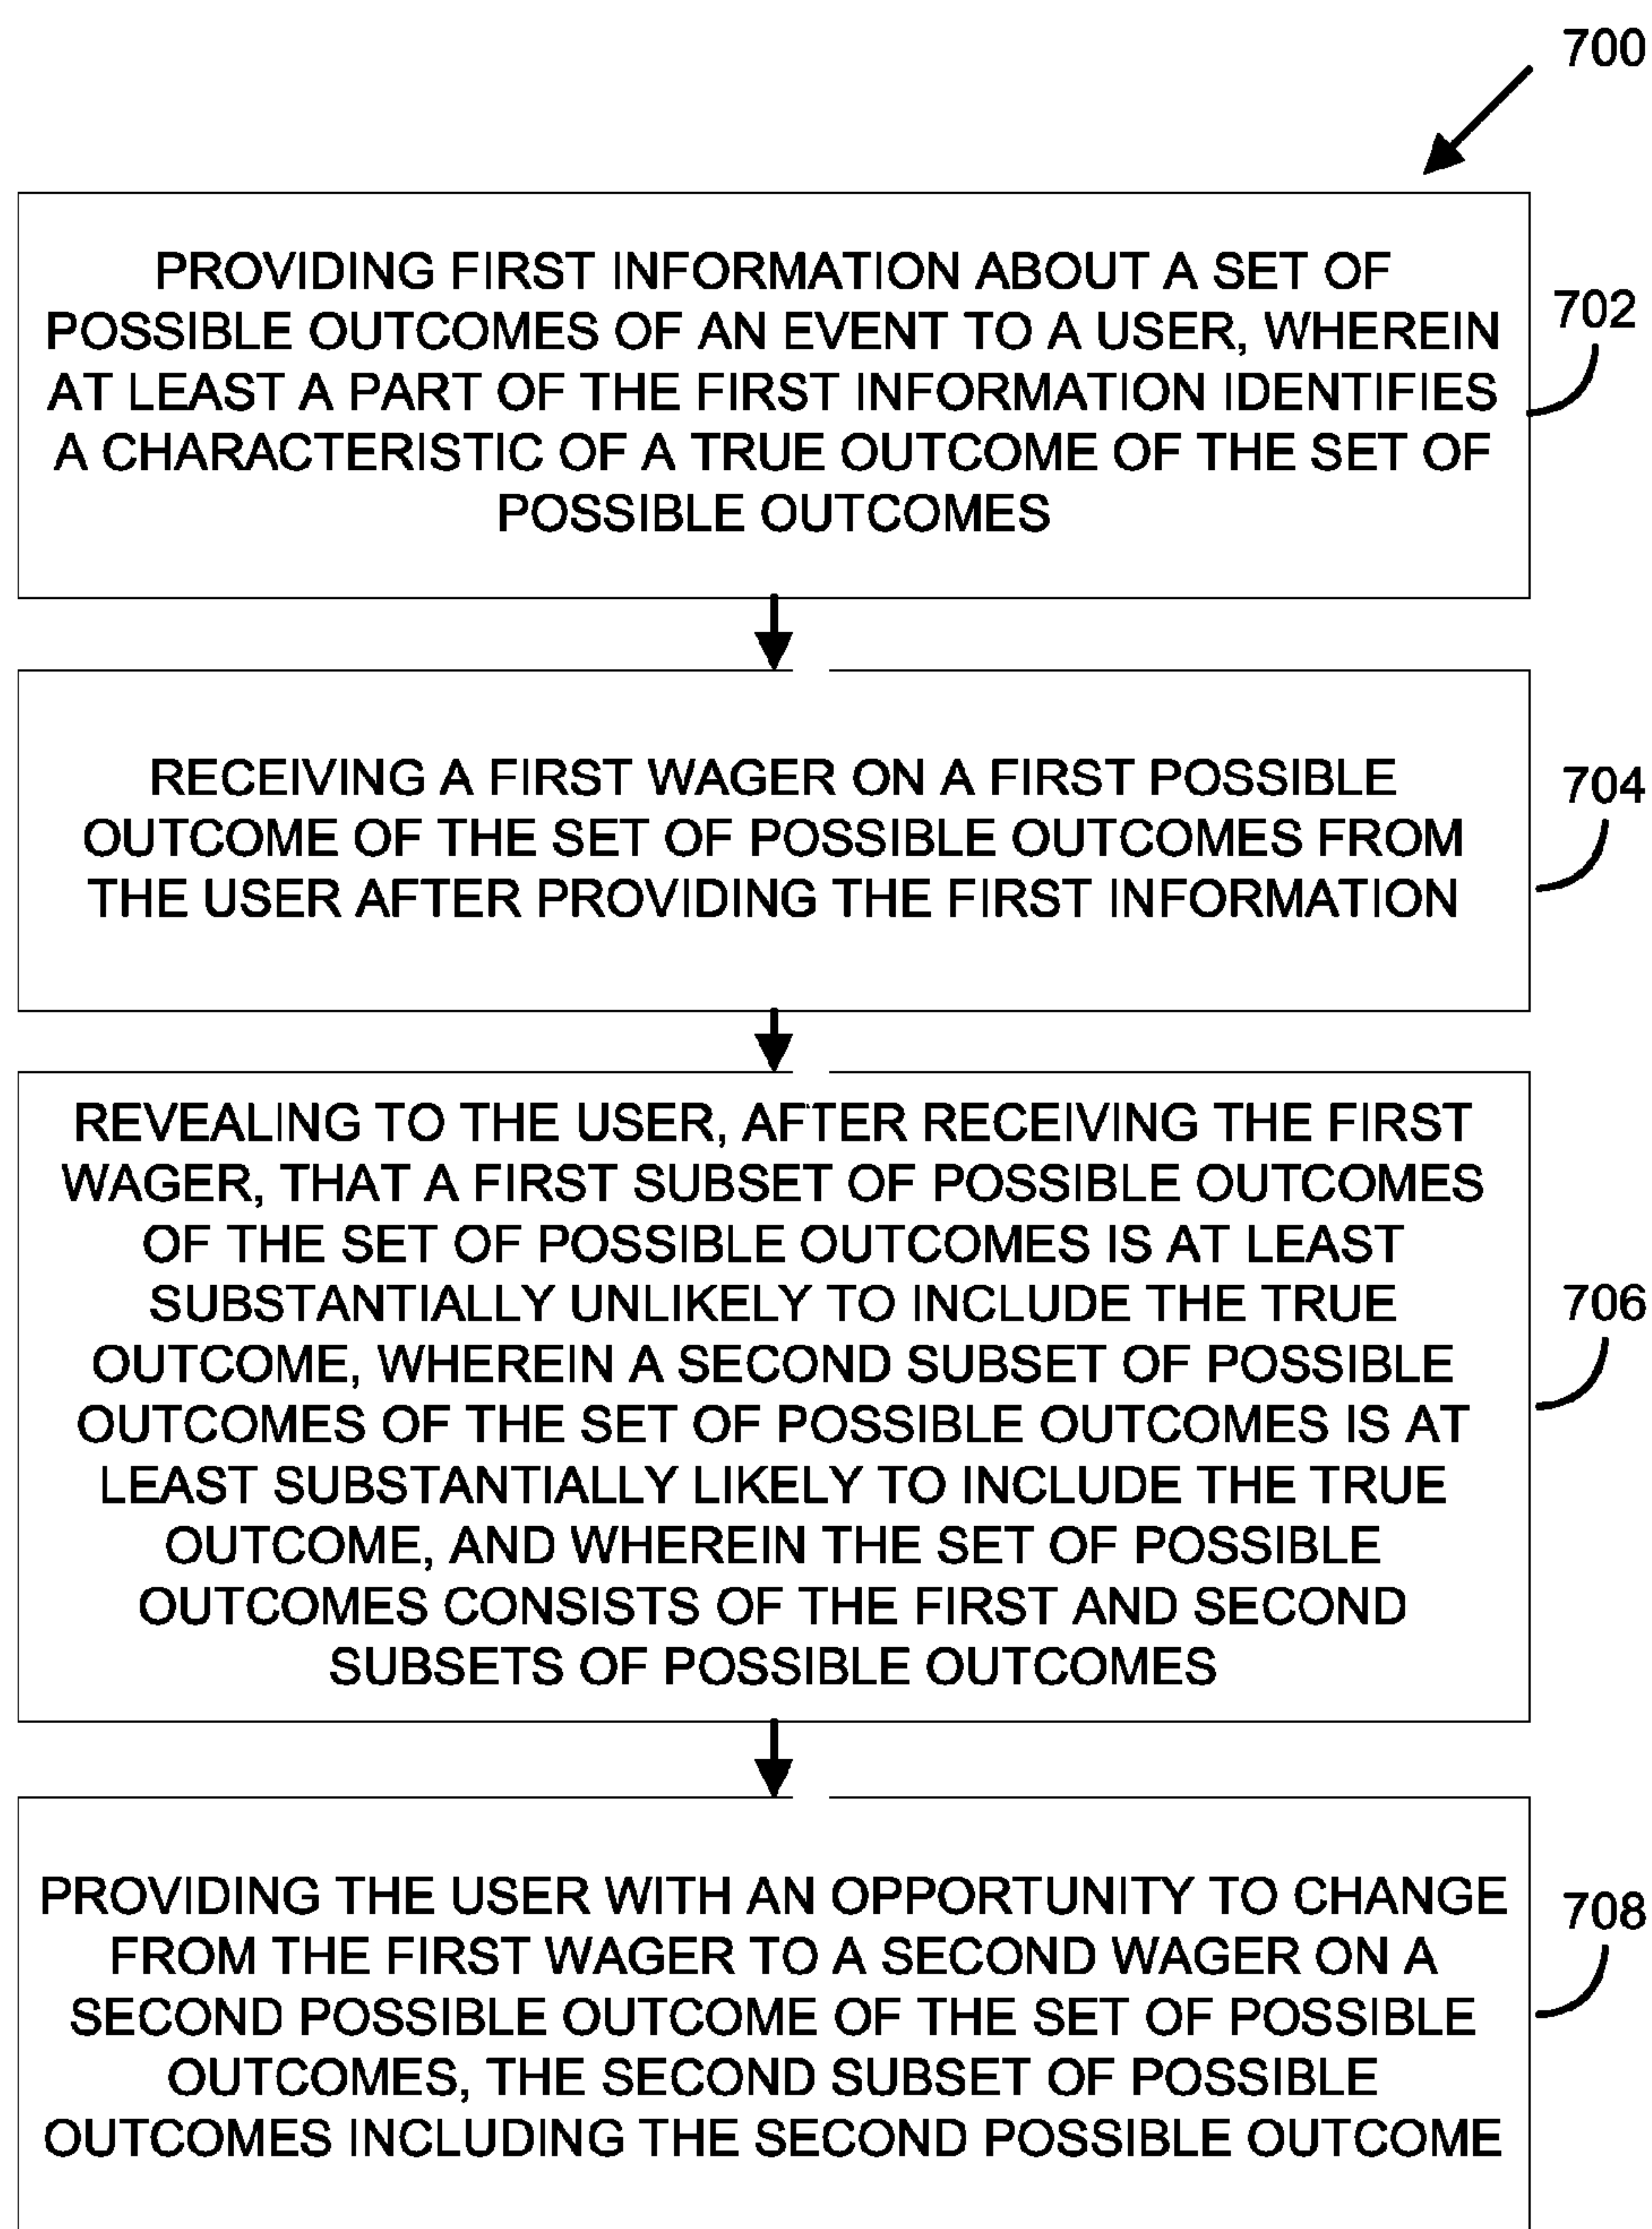 700
PROVIDING FIRST INFORMATION ABOUT A SET OF
POSSIBLE OUTCOMES OF AN EVENT TO A USER, WHEREIN
AT LEAST A PART OF THE FIRST INFORMATION IDENTIFIES
A CHARACTERISTIC OF A TRUE OUTCOME OF THE SET OF
POSSIBLE OUTCOMES
702
RECEIVING A FIRST WAGER ON A FIRST POSSIBLE
OUTCOME OF THE SET OF POSSIBLE OUTCOMES FROM
THE USER AFTER PROVIDING THE FIRST INFORMATION
704
REVEALING TO THE USER, AFTER RECEIVING THE FIRST
WAGER, THAT A FIRST SUBSET OF POSSIBLE OUTCOMES
OF THE SET OF POSSIBLE OUTCOMES IS AT LEAST
SUBSTANTIALLY UNLIKELY TO INCLUDE THE TRUE
OUTCOME, WHEREIN A SECOND SUBSET OF POSSIBLE
OUTCOMES OF THE SET OF POSSIBLE OUTCOMES IS AT
LEAST SUBSTANTIALLY LIKELY TO INCLUDE THE TRUE
OUTCOME, AND WHEREIN THE SET OF POSSIBLE
OUTCOMES CONSISTS OF THE FIRST AND SECOND
SUBSETS OF POSSIBLE OUTCOMES
706
PROVIDING THE USER WITH AN OPPORTUNITY TO CHANGE
FROM THE FIRST WAGER TO A SECOND WAGER ON A
SECOND POSSIBLE OUTCOME OF THE SET OF POSSIBLE
OUTCOMES, THE SECOND SUBSET OF POSSIBLE
OUTCOMES INCLUDING THE SECOND POSSIBLE OUTCOME
708